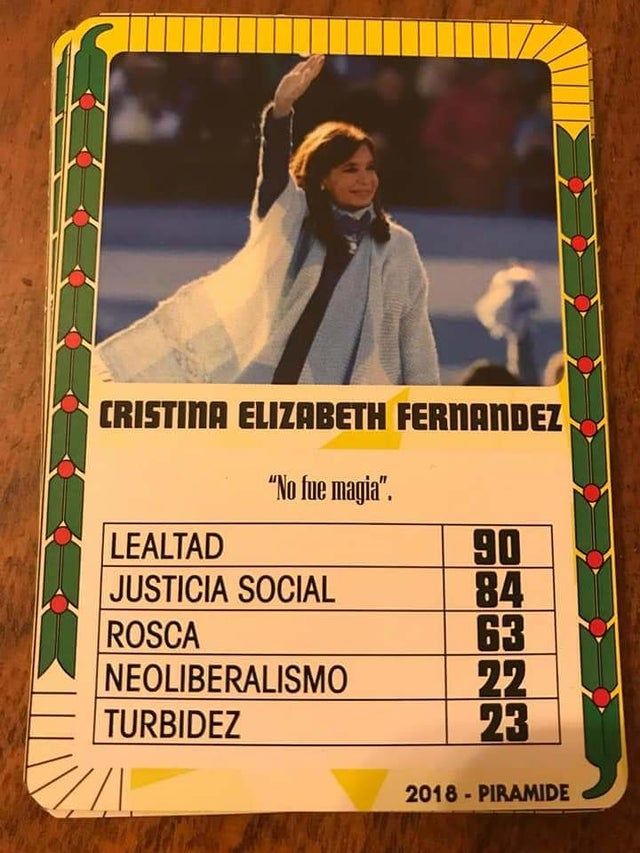 CRISTINA ELIZABETH FERNANDEZ
“No fue magia”.
LEALTAD 90
JUSTICIA SOCIAL 84
ROSCA 63
NEOLIBERALISMO 22
TURBIDEZ 23
2018 - PIRAMIDE